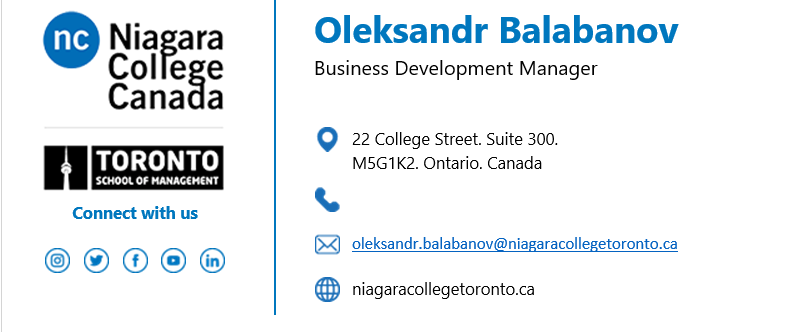 nc Niagara
College
Canada
TORONTO
SCHOOL OF MANAGEMENT
Connect with us
Oleksandr Balabanov
Business Development Manager
22 College Street. Suite 300.
M5G1K2. Ontario. Canada
oleksandr.balabanov@niagaracollegetoronto.ca
niagaracollegetoronto.ca